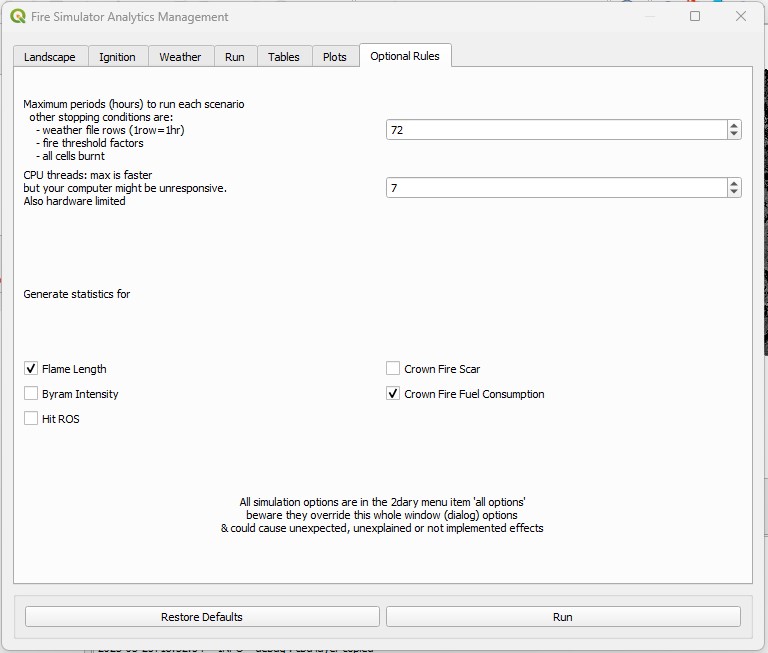 Fire Simulator Analytics Management
Landscape
Ignition
Weather
Run
Tables
Plots
Optional Rules
Maximum periods (hours) to run each scenario
other stopping conditions are:
- weather file rows (1row=1hr)
- fire threshold factors
- all cells burnt
72
CPU threads: max is faster
but your computer might be unresponsive.
Also hardware limited
7
Generate statistics for
Flame Length
Crown Fire Scar
Byram Intensity
Crown Fire Fuel Consumption
Hit ROS
All simulation options are in the 2dary menu item 'all options'
beware they override this whole window (dialog) options
& could cause unexpected, unexplained or not implemented effects
Restore Defaults
Run